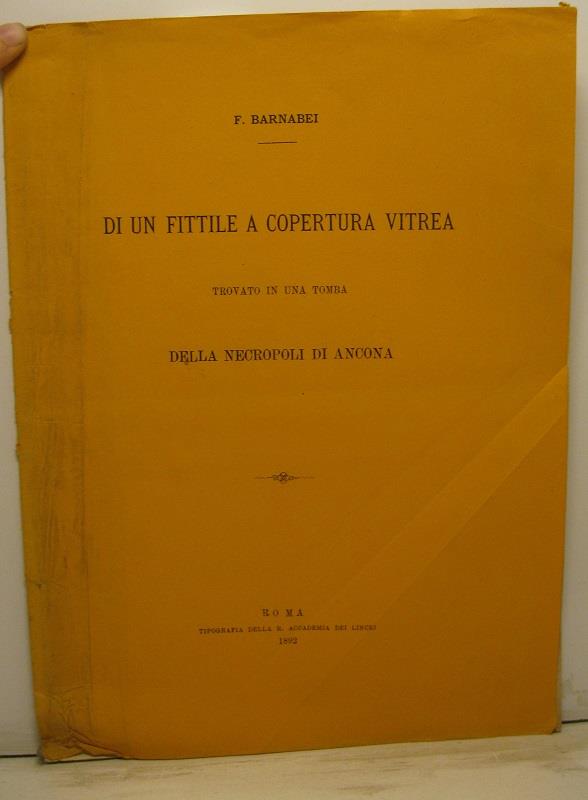 F. BARNABEI
DI UN FITTILE A COPERTURA VITREA
TROVATO IN UNA TOMBA
DELLA NECROPOLI DI ANCONA
ROMA
TIPOGRAFIA DELLA R. ACCADEMIA DEI LINCEI
1892